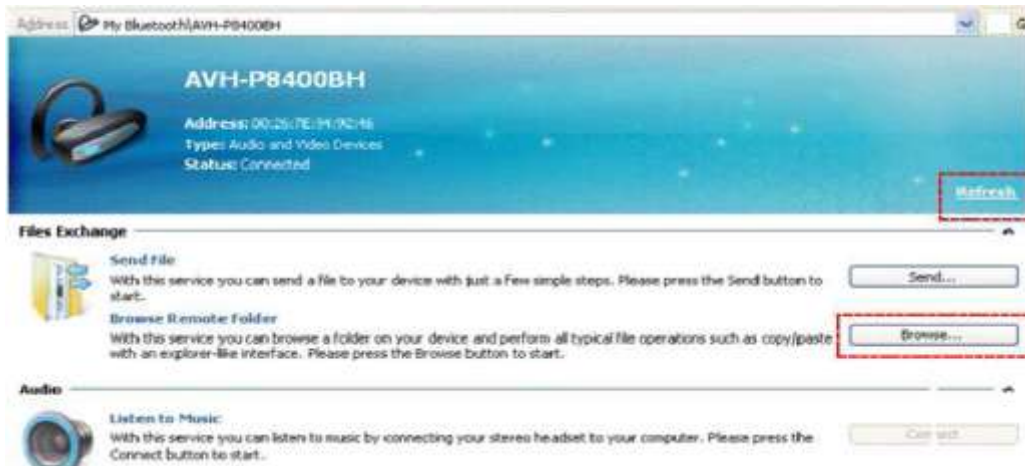 Address My Bluetooth\AVH-P8400BH
AVH-P8400BH
Address: 00:26:7E:94:92:46
Type: Audio and Video Devices
Status: Connected
Refresh
Files Exchange
Send File
With this service you can send a file to your device with just a few simple steps. Please press the Send button to
start.
Send...
Browse Remote Folder
With this service you can browse a folder on your device and perform all typical file operations such as copy/paste
with an explorer-like interface. Please press the Browse button to start.
Browse...
Audio
Listen to Music
With this service you can listen to music by connecting your stereo headset to your computer. Please press the
Connect button to start.
Connect